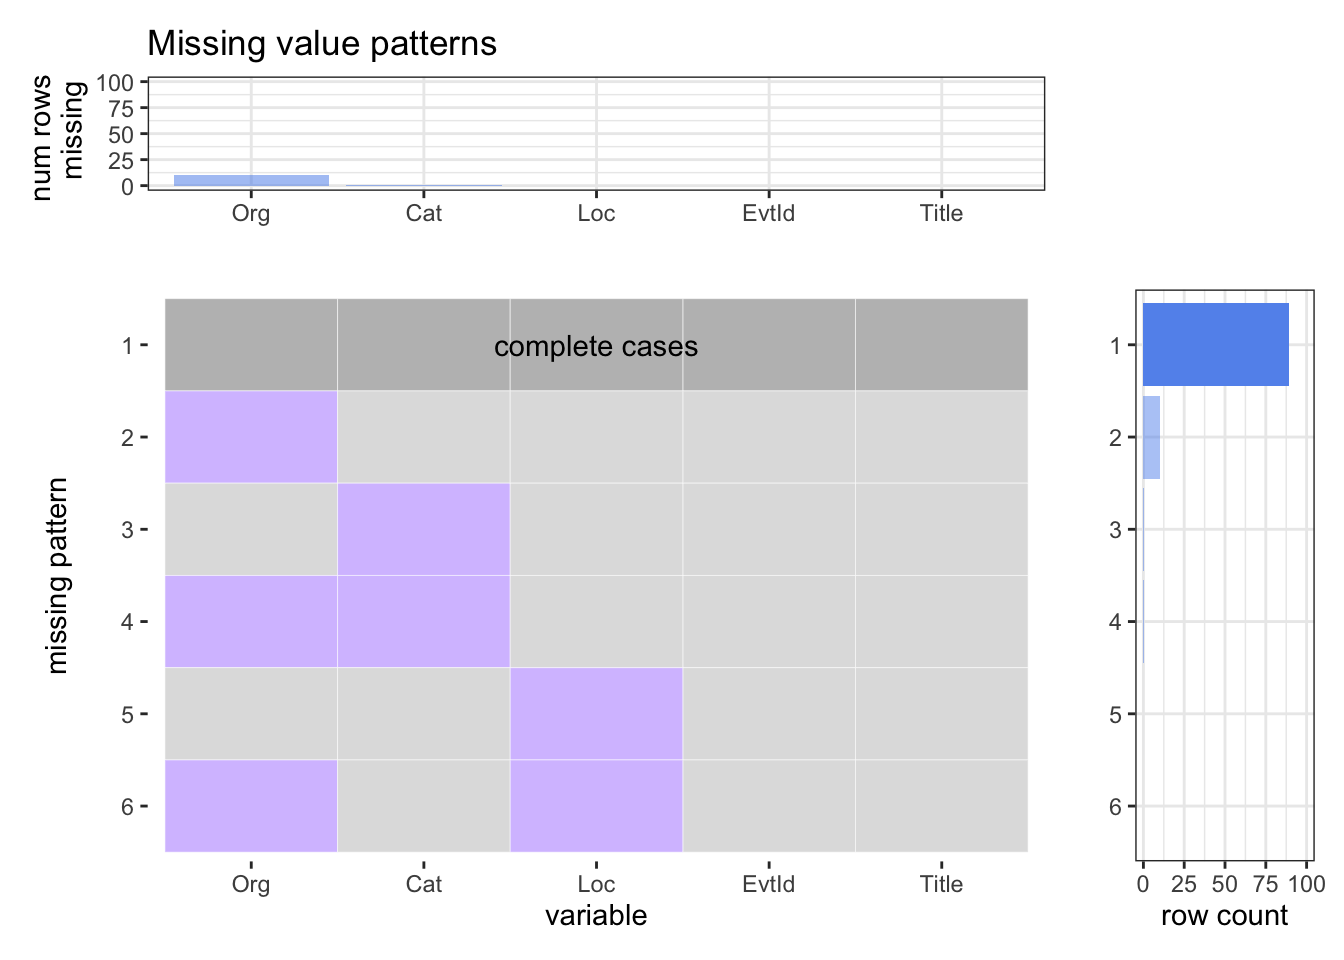 Missing value patterns
num rows
missing
100
75
50
25
0
Org Cat Loc EvtId Title
missing pattern
1
2
3
4
5
6
complete cases
Org Cat Loc EvtId Title
variable
1
2
3
4
5
6
0 25 50 75 100
row count